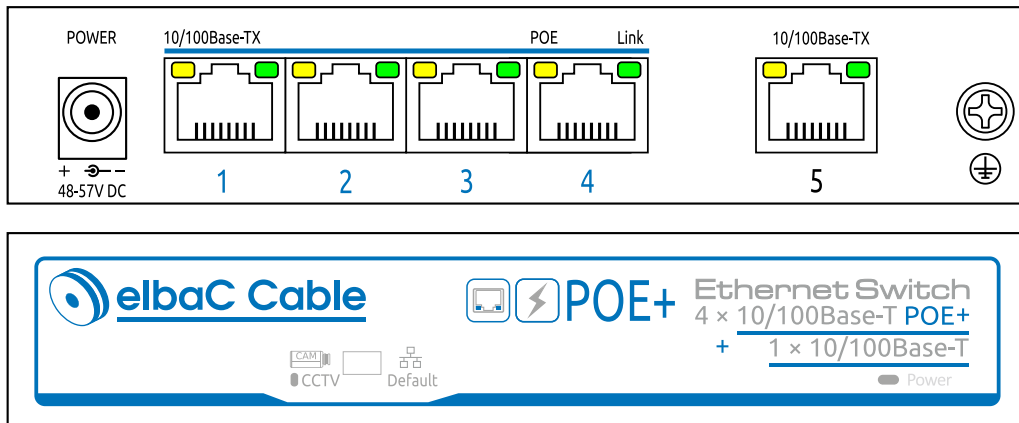 POWER
10/100Base-TX
POE
Link
10/100Base-TX
+ -
48-57V DC
1
2
3
4
5
elbaC Cable
POE+
Ethernet Switch
4 × 10/100Base-T POE+
+ 1 × 10/100Base-T
CAM
CCTV
Default
Power